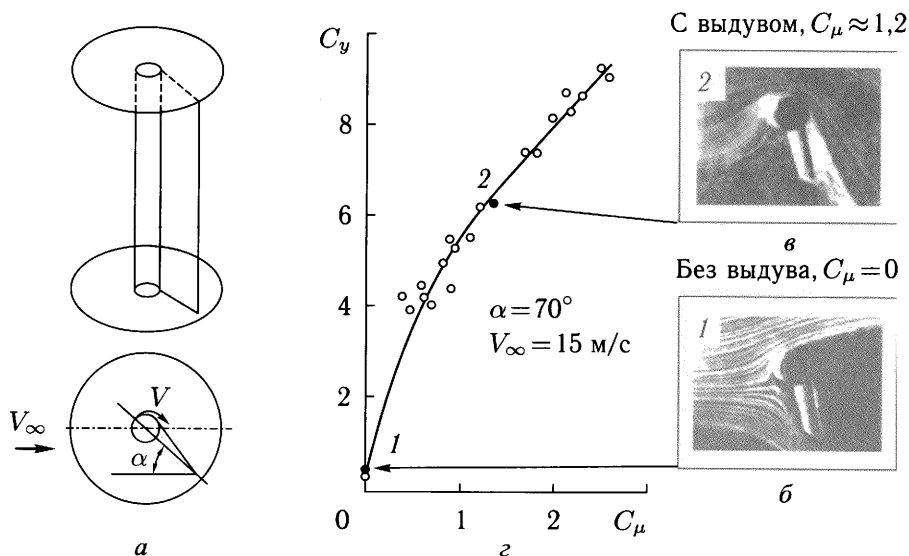 С выдувом, Cμ ≈ 1,2
2
в
Без выдува, Cμ = 0
1
б
Cy
8
6
4
2
0
1
2
Cμ
2
1
α = 70°
V∞ = 15 м/с
г
V∞
V
α
а